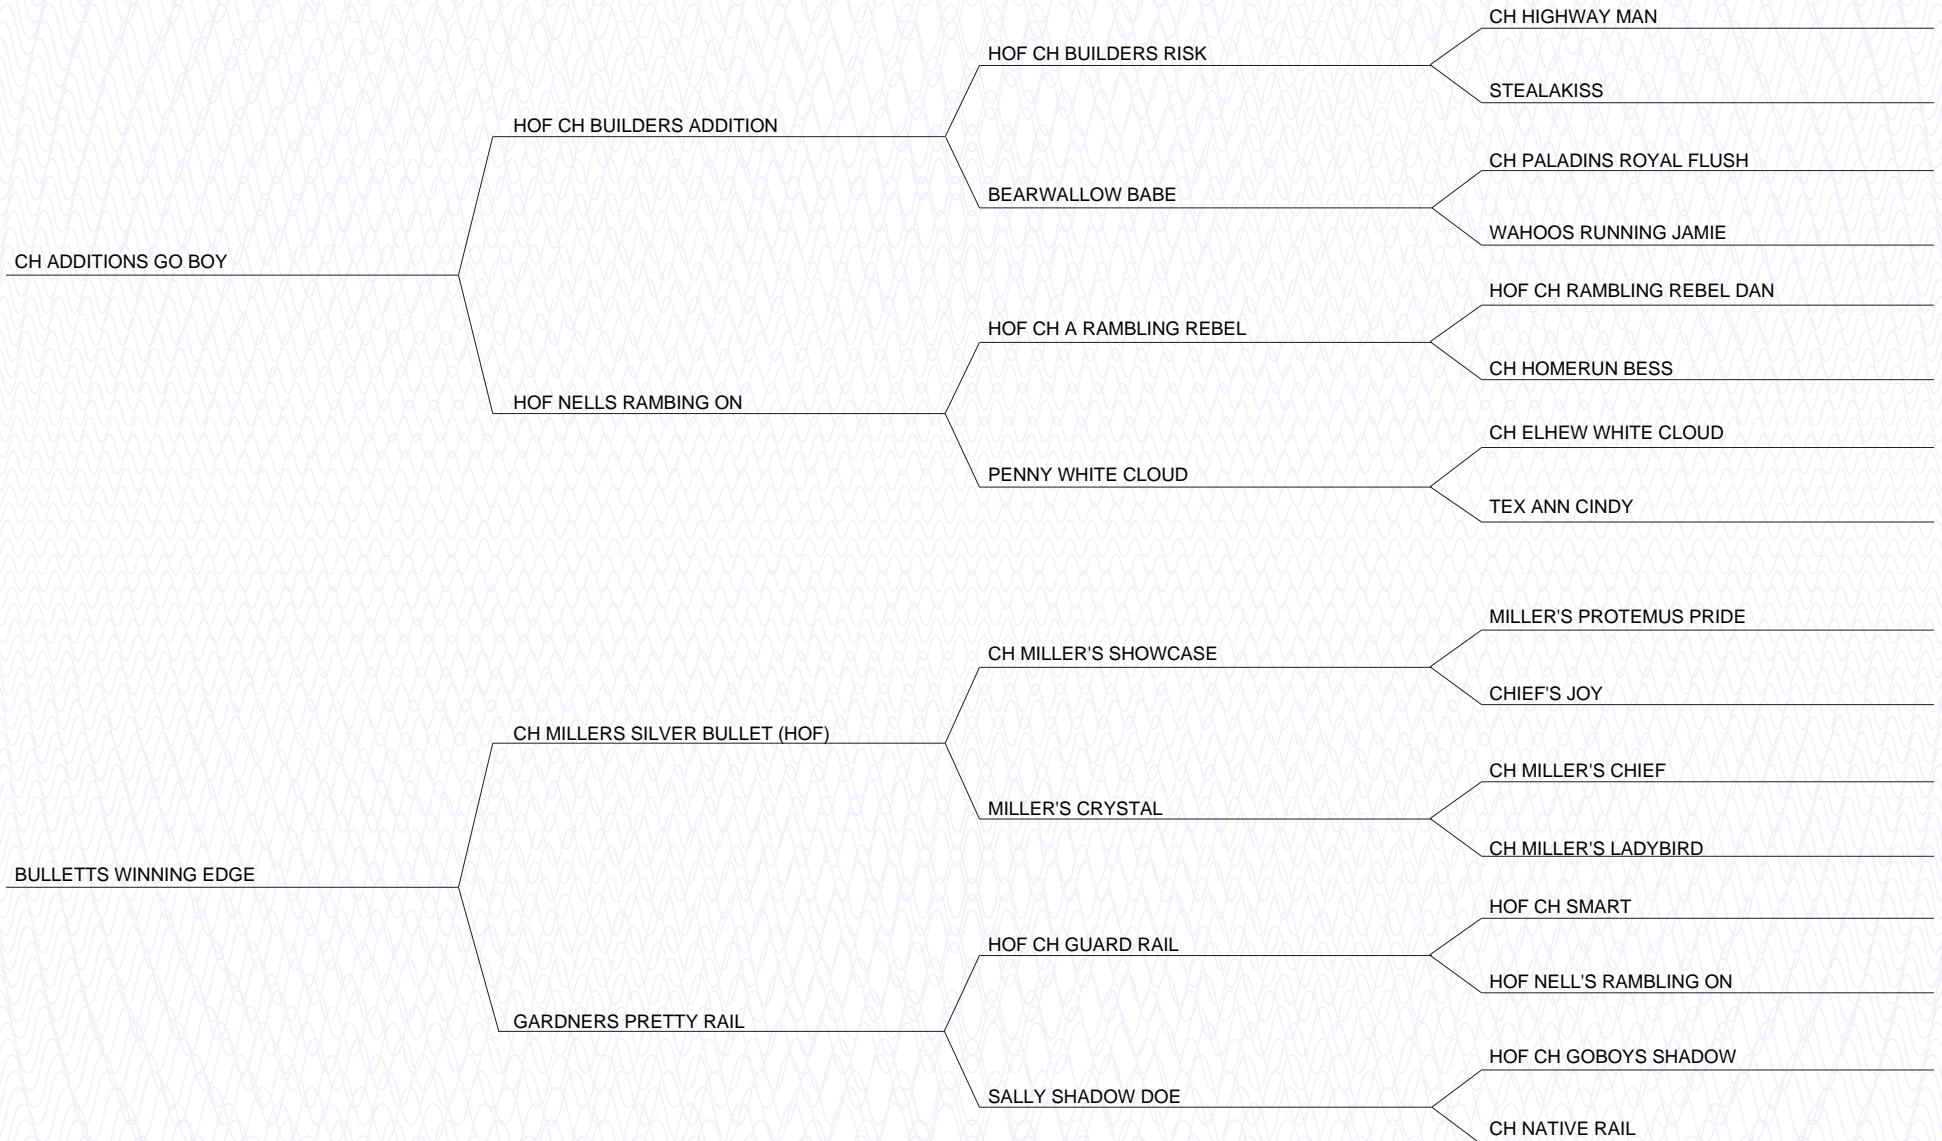 CH HIGHWAY MAN
HOF CH BUILDERS RISK
STEALAKISS
HOF CH BUILDERS ADDITION
CH PALADINS ROYAL FLUSH
BEARWALLOW BABE
WAHOOS RUNNING JAMIE
CH ADDITIONS GO BOY
HOF CH RAMBLING REBEL DAN
HOF CH A RAMBLING REBEL
CH HOMERUN BESS
HOF NELLS RAMBING ON
CH ELHEW WHITE CLOUD
PENNY WHITE CLOUD
TEX ANN CINDY
MILLER'S PROTEMUS PRIDE
CH MILLER'S SHOWCASE
CHIEF'S JOY
CH MILLERS SILVER BULLET (HOF)
CH MILLER'S CHIEF
MILLER'S CRYSTAL
CH MILLER'S LADYBIRD
BULLETTS WINNING EDGE
HOF CH SMART
HOF CH GUARD RAIL
HOF NELL'S RAMBLING ON
GARDNERS PRETTY RAIL
HOF CH GOBOYS SHADOW
SALLY SHADOW DOE
CH NATIVE RAIL